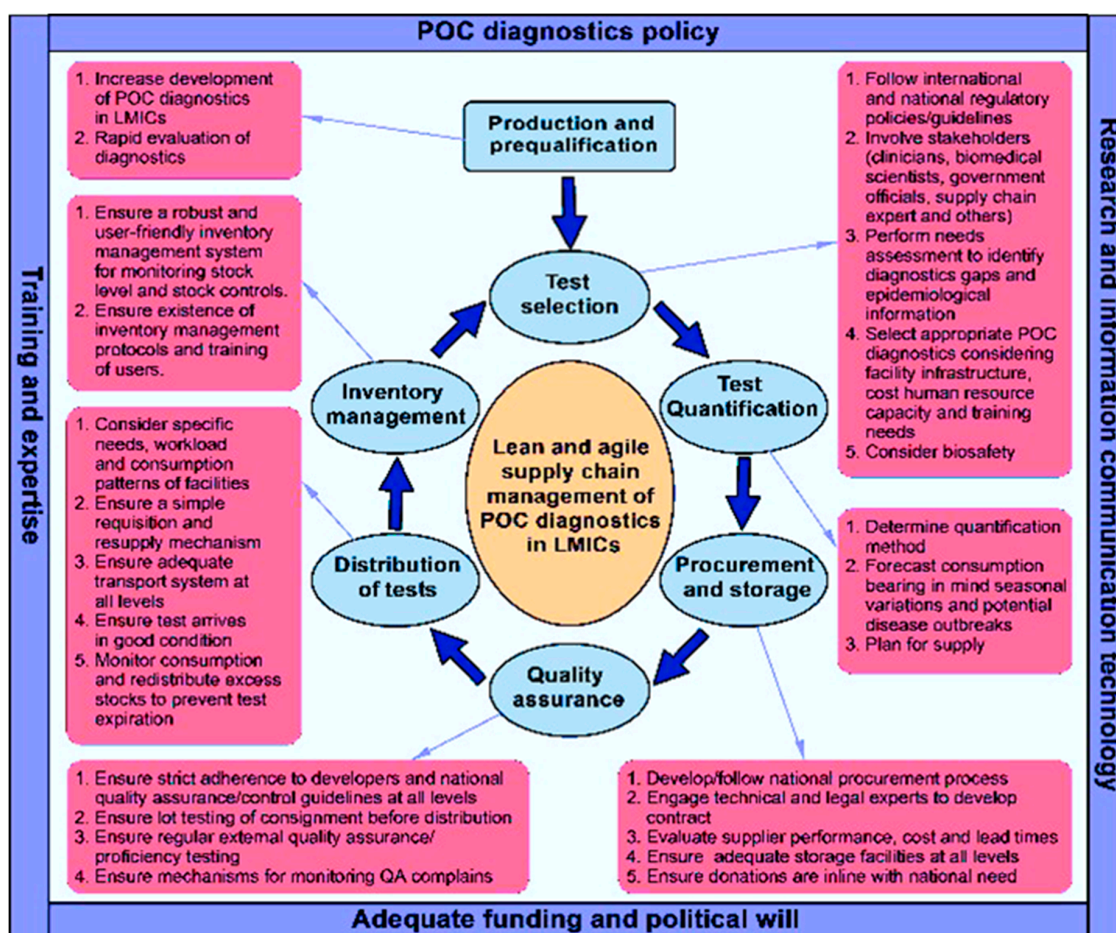 POC diagnostics policy
Training and expertise
Research and information communication technology
1. Increase development
of POC diagnostics
in LMICs
2. Rapid evaluation of
diagnostics
Production and
prequalification
1. Follow international
and national regulatory
policies/guidelines
2. Involve stakeholders
(clinicians, biomedical
scientists, government
officials, supply chain
expert and others)
3. Perform needs
assessment to identify
diagnostics gaps and
epidemiological
information
4. Select appropriate POC
diagnostics considering
facility infrastructure,
cost human resource
capacity and training
needs
5. Consider biosafety
1. Ensure a robust and
user-friendly inventory
management system
for monitoring stock
level and stock controls.
2. Ensure existence of
inventory management
protocols and training
of users.
Test
selection
Inventory
management
Test
Quantification
Lean and agile
supply chain
management of
POC diagnostics
in LMICs
1. Consider specific
needs, workload
and consumption
patterns of facilities
2. Ensure a simple
requisition and
resupply mechanism
3. Ensure adequate
transport system at
all levels
4. Ensure test arrives
in good condition
5. Monitor consumption
and redistribute excess
stocks to prevent test
expiration
Distribution
of tests
Procurement
and storage
1. Determine quantification
method
2. Forecast consumption
bearing in mind seasonal
variations and potential
disease outbreaks
3. Plan for supply
Quality
assurance
1. Ensure strict adherence to developers and national
quality assurance/control guidelines at all levels
2. Ensure lot testing of consignment before distribution
3. Ensure regular external quality assurance/
proficiency testing
4. Ensure mechanisms for monitoring QA complains
1. Develop/follow national procurement process
2. Engage technical and legal experts to develop
contract
3. Evaluate supplier performance, cost and lead times
4. Ensure adequate storage facilities at all levels
5. Ensure donations are inline with national need
Adequate funding and political will